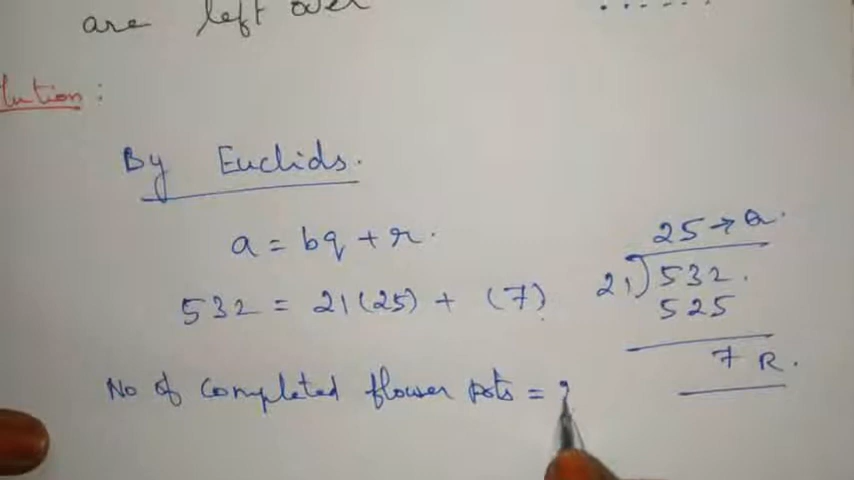 are left over .......
lution:
By Euclids.
a = bq + r.
532 = 21(25) + (7)
25 → Q.
21)532.
525
7 R.
No of completed flower pots =